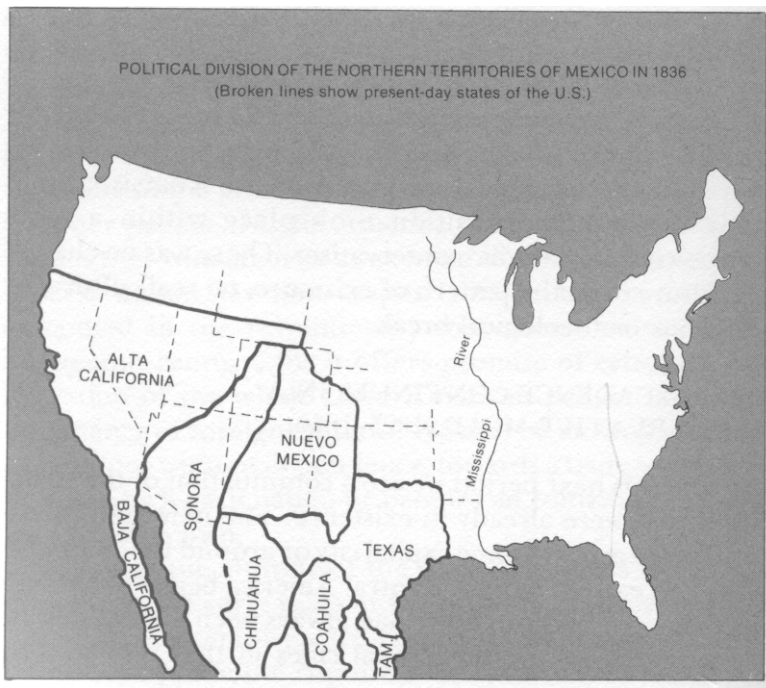 POLITICAL DIVISION OF THE NORTHERN TERRITORIES OF MEXICO IN 1836
(Broken lines show present-day states of the U.S.)
River
Mississippi
ALTA
CALIFORNIA
NUEVO
MEXICO
SONORA
BAJA CALIFORNIA
TEXAS
CHIHUAHUA
COAHUILA
TAM.